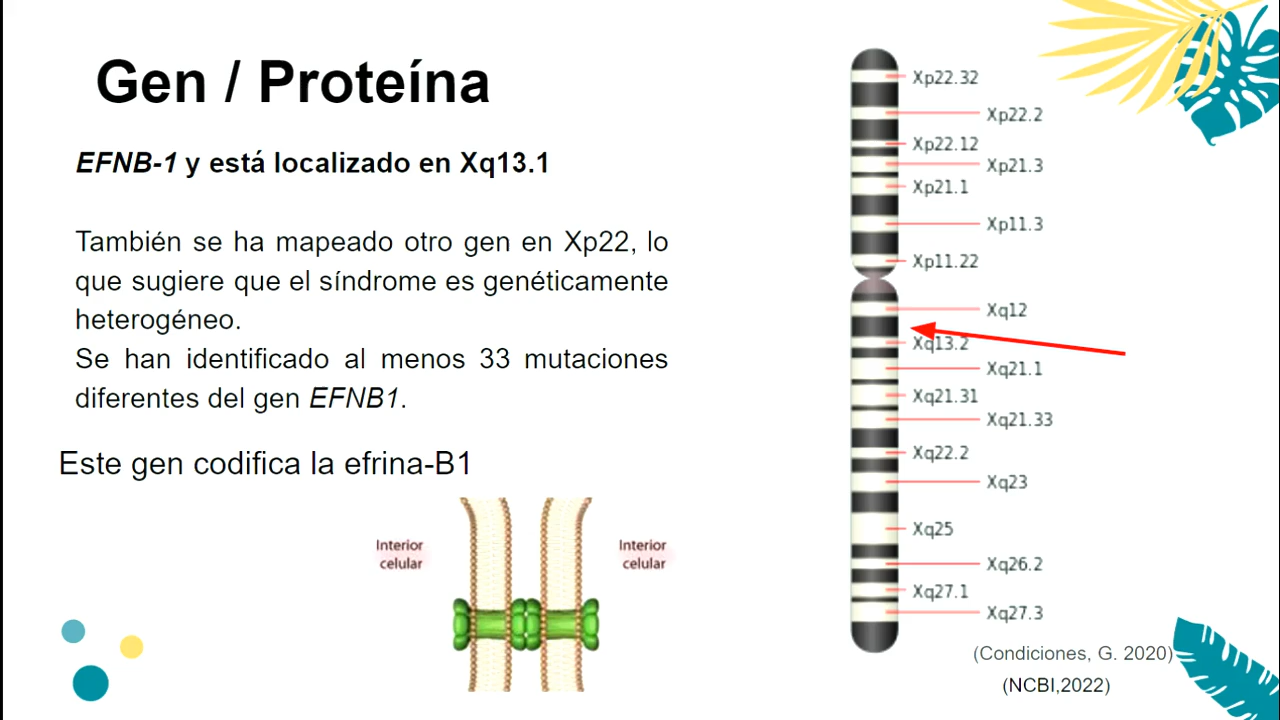 Gen / Proteína
EFNB-1 y está localizado en Xq13.1
También se ha mapeado otro gen en Xp22, lo
que sugiere que el síndrome es genéticamente
heterogéneo.
Se han identificado al menos 33 mutaciones
diferentes del gen EFNB1.
Este gen codifica la efrina-B1
Interior
celular
Interior
celular
Xp22.32
Xp22.2
Xp22.12
Xp21.3
Xp21.1
Xp11.3
Xp11.22
Xq12
Xq13.2
Xq21.1
Xq21.31
Xq21.33
Xq22.2
Xq23
Xq25
Xq26.2
Xq27.1
Xq27.3
(Condiciones, G. 2020)
(NCBI,2022)